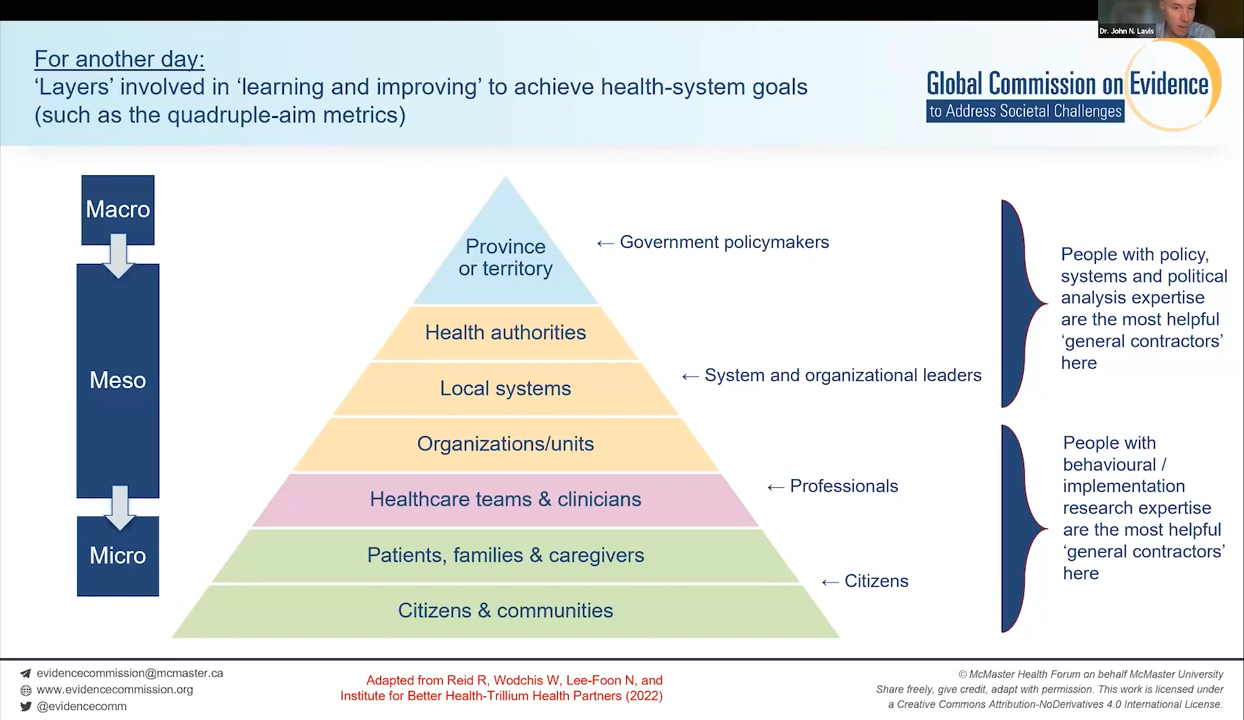 Dr. John N. Lavis
For another day:
‘Layers’ involved in ‘learning and improving’ to achieve health-system goals
(such as the quadruple-aim metrics)
Global Commission on Evidence
to Address Societal Challenges
Macro
Meso
Micro
Province
or territory
Health authorities
Local systems
Organizations/units
Healthcare teams & clinicians
Patients, families & caregivers
Citizens & communities
← Government policymakers
← System and organizational leaders
← Professionals
← Citizens
People with policy,
systems and political
analysis expertise
are the most helpful
‘general contractors’
here
People with
behavioural /
implementation
research expertise
are the most helpful
‘general contractors’
here
evidencecommission@mcmaster.ca
www.evidencecommission.org
@evidencecomm
Adapted from Reid R, Wodchis W, Lee-Foon N, and
Institute for Better Health-Trillium Health Partners (2022)
© McMaster Health Forum on behalf McMaster University
Share freely, give credit, adapt with permission. This work is licensed under
a Creative Commons Attribution-NoDerivatives 4.0 International License.